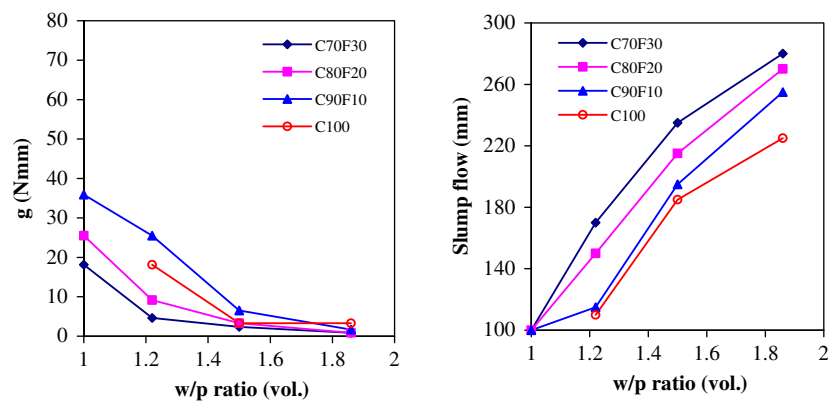 80
70
60
50
40
30
20
10
0
g (Nmm)
1
1.2
1.4
1.6
1.8
2
w/p ratio (vol.)
C70F30
C80F20
C90F10
C100
300
260
220
180
140
100
Slump flow (mm)
1
1.2
1.4
1.6
1.8
2
w/p ratio (vol.)
C70F30
C80F20
C90F10
C100